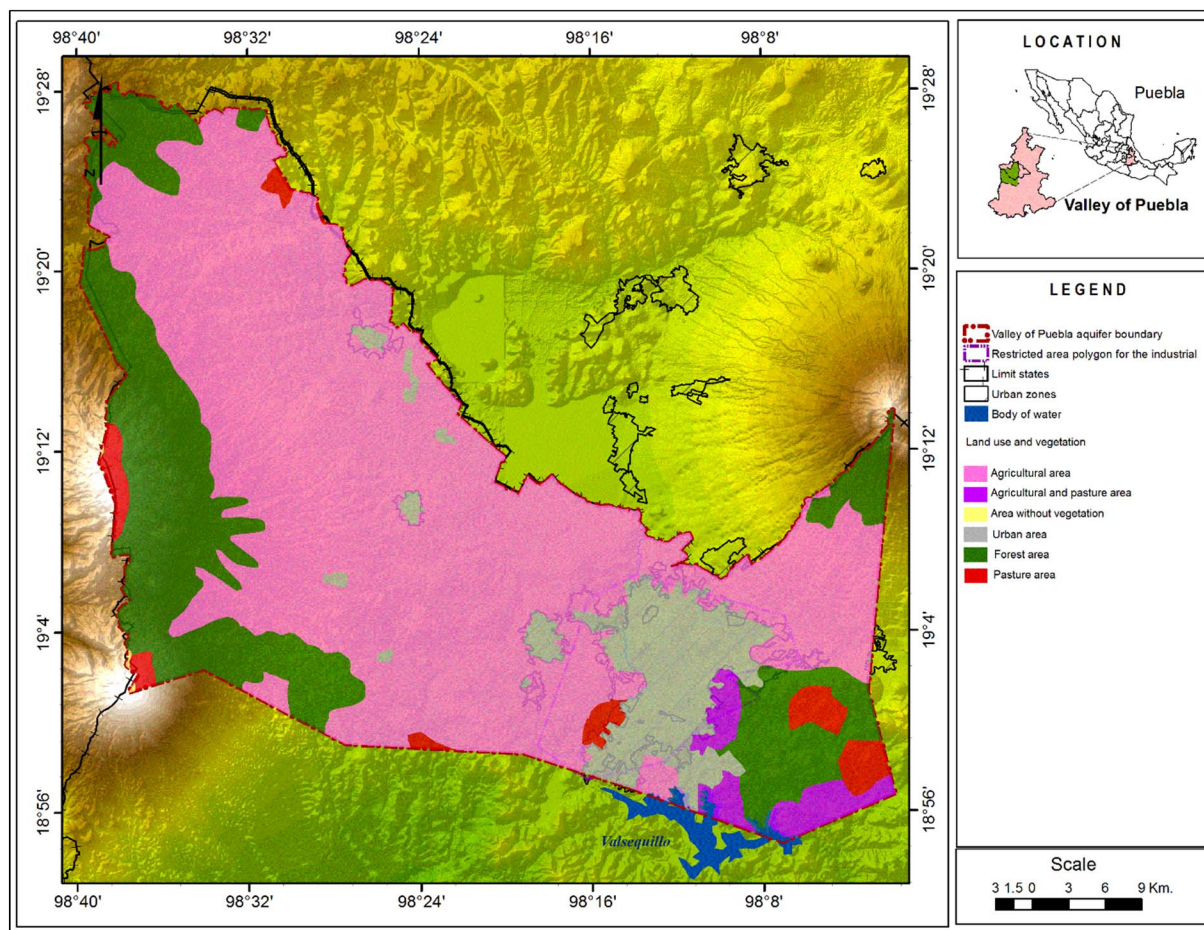 98°40' 98°32' 98°24' 98°16' 98°8'
19°28' 19°28'
19°20' 19°20'
19°12' 19°12'
19°4' 19°4'
18°56' 18°56'
Z
Valsequillo
98°40' 98°32' 98°24' 98°16' 98°8'
LOCATION
Puebla
Valley of Puebla
LEGEND
Valley of Puebla aquifer boundary
Restricted area polygon for the industrial
Limit states
Urban zones
Body of water
Land use and vegetation
Agricultural area
Agricultural and pasture area
Area without vegetation
Urban area
Forest area
Pasture area
Scale
3 1.5 0 3 6 9 Km.